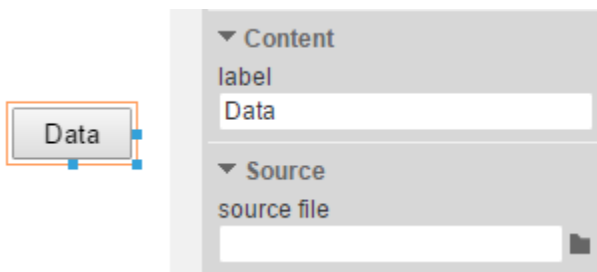 Data
Content
label
Data
Source
source file